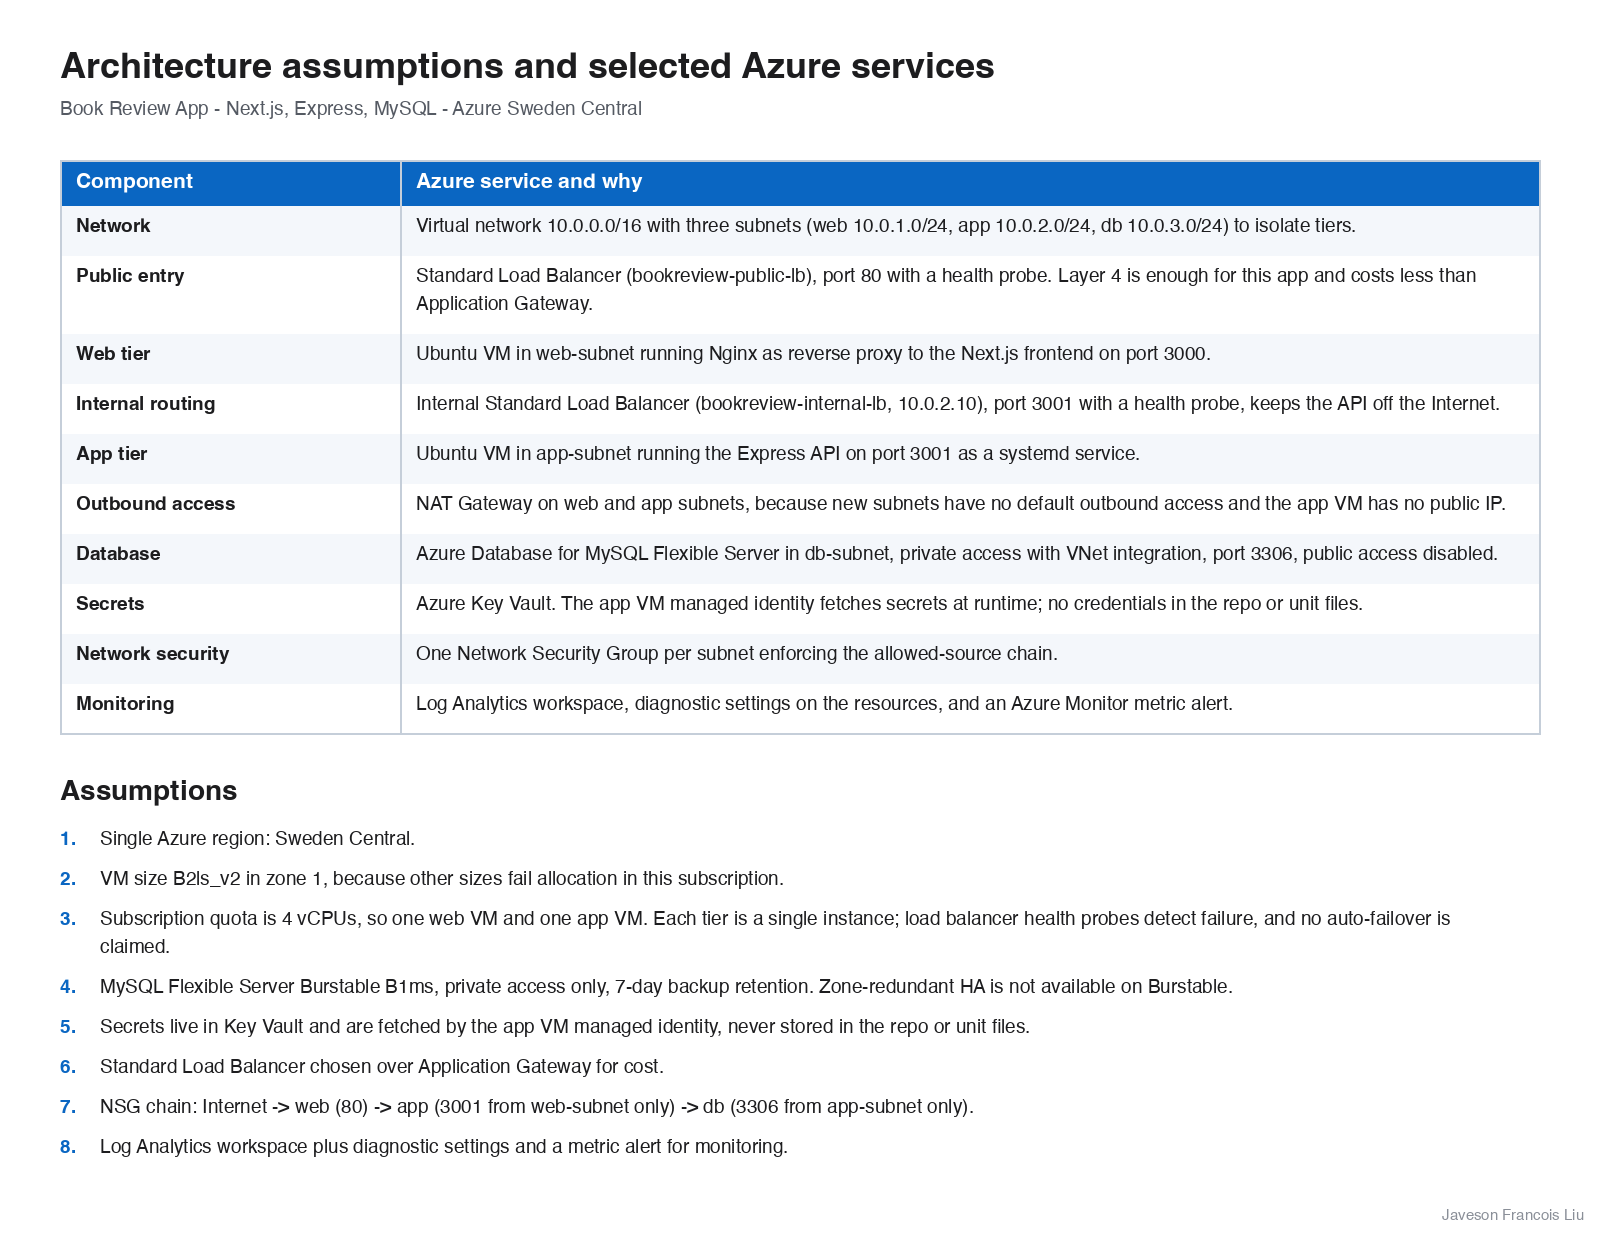 Architecture assumptions and selected Azure services
Book Review App - Next.js, Express, MySQL - Azure Sweden Central
Component
Azure service and why
Network
Virtual network 10.0.0.0/16 with three subnets (web 10.0.1.0/24, app 10.0.2.0/24, db 10.0.3.0/24) to isolate tiers.
Public entry
Standard Load Balancer (bookreview-public-lb), port 80 with a health probe. Layer 4 is enough for this app and costs less than
Application Gateway.
Web tier
Ubuntu VM in web-subnet running Nginx as reverse proxy to the Next.js frontend on port 3000.
Internal routing
Internal Standard Load Balancer (bookreview-internal-lb, 10.0.2.10), port 3001 with a health probe, keeps the API off the Internet.
App tier
Ubuntu VM in app-subnet running the Express API on port 3001 as a systemd service.
Outbound access
NAT Gateway on web and app subnets, because new subnets have no default outbound access and the app VM has no public IP.
Database
Azure Database for MySQL Flexible Server in db-subnet, private access with VNet integration, port 3306, public access disabled.
Secrets
Azure Key Vault. The app VM managed identity fetches secrets at runtime; no credentials in the repo or unit files.
Network security
One Network Security Group per subnet enforcing the allowed-source chain.
Monitoring
Log Analytics workspace, diagnostic settings on the resources, and an Azure Monitor metric alert.
Assumptions
1. Single Azure region: Sweden Central.
2. VM size B2ls_v2 in zone 1, because other sizes fail allocation in this subscription.
3. Subscription quota is 4 vCPUs, so one web VM and one app VM. Each tier is a single instance; load balancer health probes detect failure, and no auto-failover is
claimed.
4. MySQL Flexible Server Burstable B1ms, private access only, 7-day backup retention. Zone-redundant HA is not available on Burstable.
5. Secrets live in Key Vault and are fetched by the app VM managed identity, never stored in the repo or unit files.
6. Standard Load Balancer chosen over Application Gateway for cost.
7. NSG chain: Internet -> web (80) -> app (3001 from web-subnet only) -> db (3306 from app-subnet only).
8. Log Analytics workspace plus diagnostic settings and a metric alert for monitoring.
Javeson Francois Liu